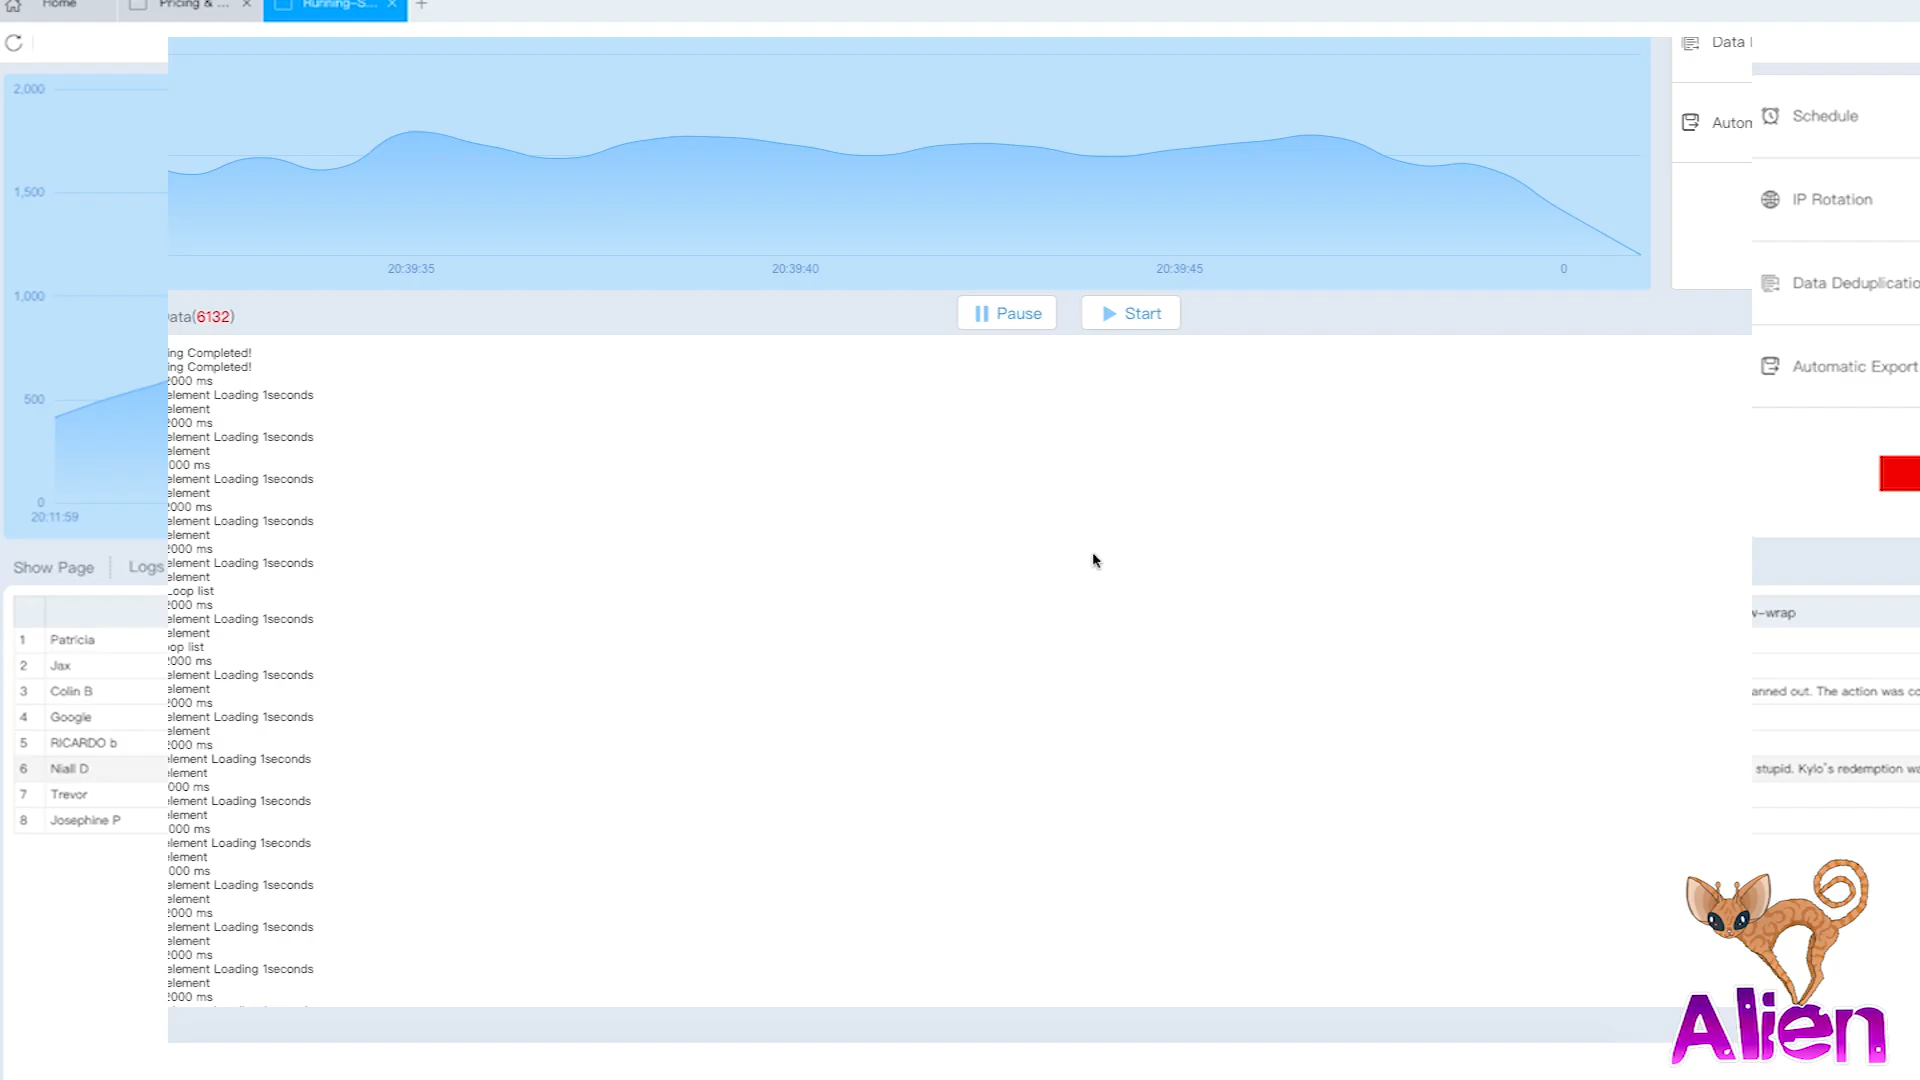 Home
Pricing & ...
Running-S...
2,000
1,500
1,000
500
0
20:11:59
20:39:35
20:39:40
20:39:45
0
Data
Auton
Schedule
IP Rotation
Data Deduplicatio
Automatic Export
ata(6132)
Pause
Start
Show Page
Logs
1 Patricia
2 Jax
3 Colin B
4 Google
5 RICARDO b
6 Niall D
7 Trevor
8 Josephine P
ing Completed!
ing Completed!
2000 ms
element Loading 1seconds
element
2000 ms
element Loading 1seconds
element
000 ms
element Loading 1seconds
element
2000 ms
element Loading 1seconds
element
2000 ms
element Loading 1seconds
element
Loop list
2000 ms
element Loading 1seconds
element
op list
2000 ms
element Loading 1seconds
element
2000 ms
element Loading 1seconds
element
2000 ms
element Loading 1seconds
element
000 ms
element Loading 1seconds
element
000 ms
element Loading 1seconds
element
000 ms
element Loading 1seconds
element
2000 ms
element Loading 1seconds
element
2000 ms
element Loading 1seconds
element
2000 ms
w-wrap
anned out. The action was co
stupid. Kylo's redemption wa
Alien